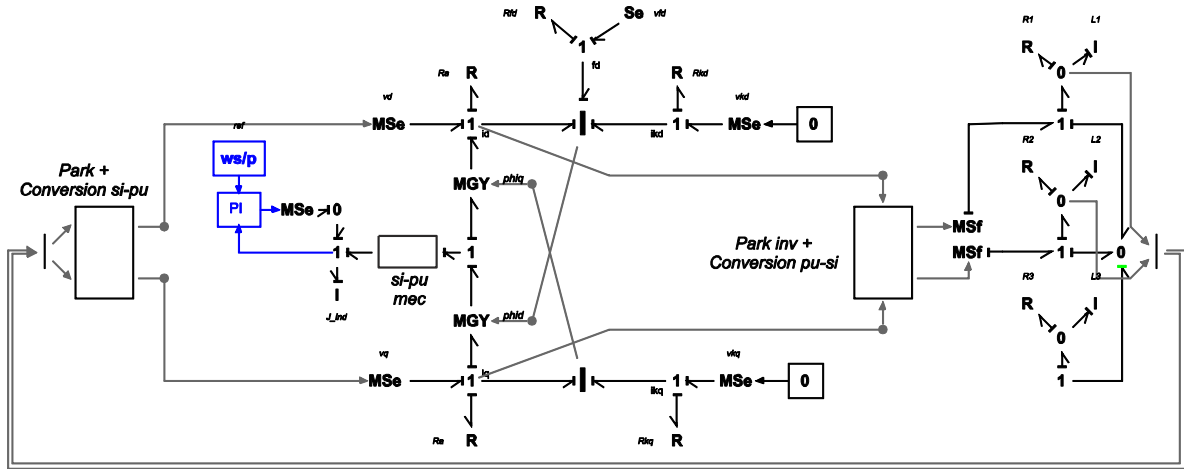 Rfd
R
Se
vfd
1
fd
Ra
R
R
Rkd
vd
MSe
1
id
ikd
1
vkd
MSe
0
ref
ws/p
PI
MSe
0
1
I
J_Ind
Park +
Conversion si-pu
si-pu
mec
MGY
phiq
1
MGY
phid
vq
MSe
1
iq
ikq
1
vkq
MSe
0
Ra
R
Rkq
R
Park inv +
Conversion pu-si
MSf
MSf
R1
L1
R
I
0
1
R2
L2
R
I
0
1
0
R3
L3
R
I
0
1